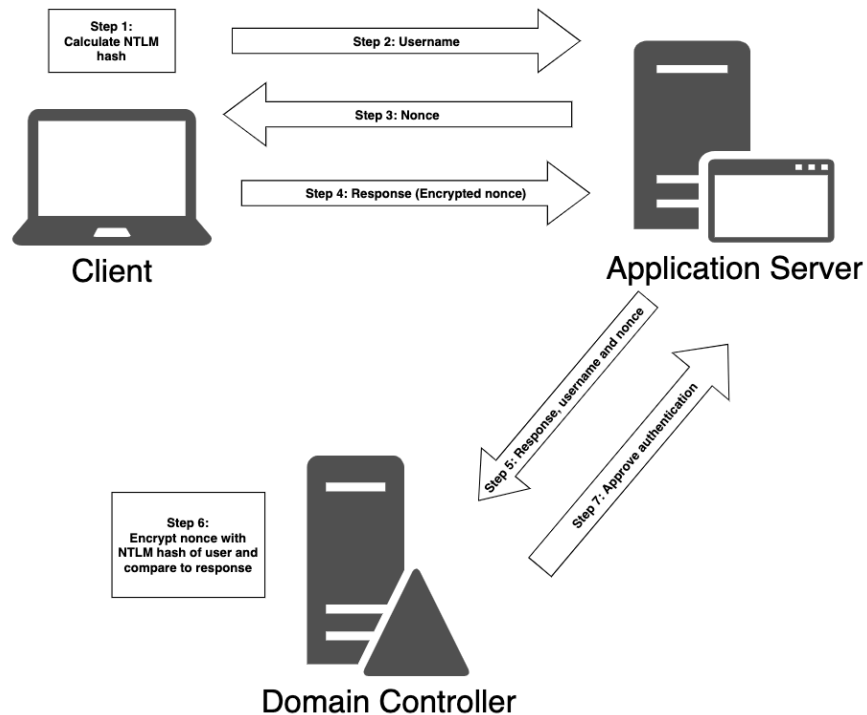 Step 1:
Calculate NTLM
hash
Step 2: Username
Step 3: Nonce
Step 4: Response (Encrypted nonce)
Client
Application Server
Step 5: Response, username and nonce
Step 7: Approve authentication
Step 6:
Encrypt nonce with
NTLM hash of user and
compare to response
Domain Controller